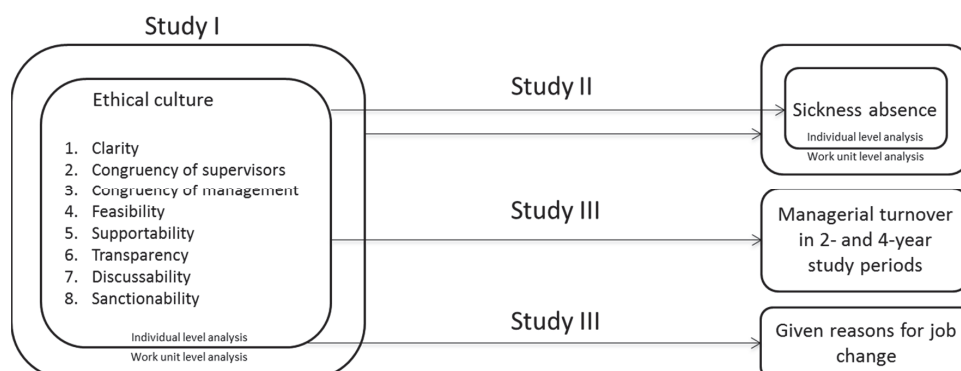 Study I
Ethical culture
1. Clarity
2. Congruency of supervisors
3. Congruency of management
4. Feasibility
5. Supportability
6. Transparency
7. Discussability
8. Sanctionability
Individual level analysis
Work unit level analysis
Study II
Sickness absence
Individual level analysis
Work unit level analysis
Study III
Managerial turnover
in 2- and 4-year
study periods
Study III
Given reasons for job
change